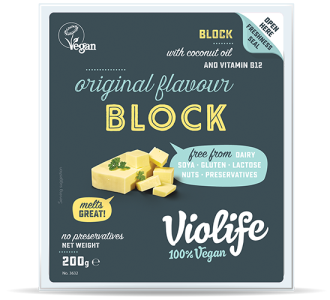 Vegan
BLOCK
with coconut oil
AND VITAMIN B12
OPEN
HERE
FRESHNESS
SEAL
original flavour
BLOCK
free from DAIRY
SOYA - GLUTEN - LACTOSE
NUTS - PRESERVATIVES
melts
GREAT!
Serving suggestion
no preservatives
NET WEIGHT
200g e
Violife
100% Vegan